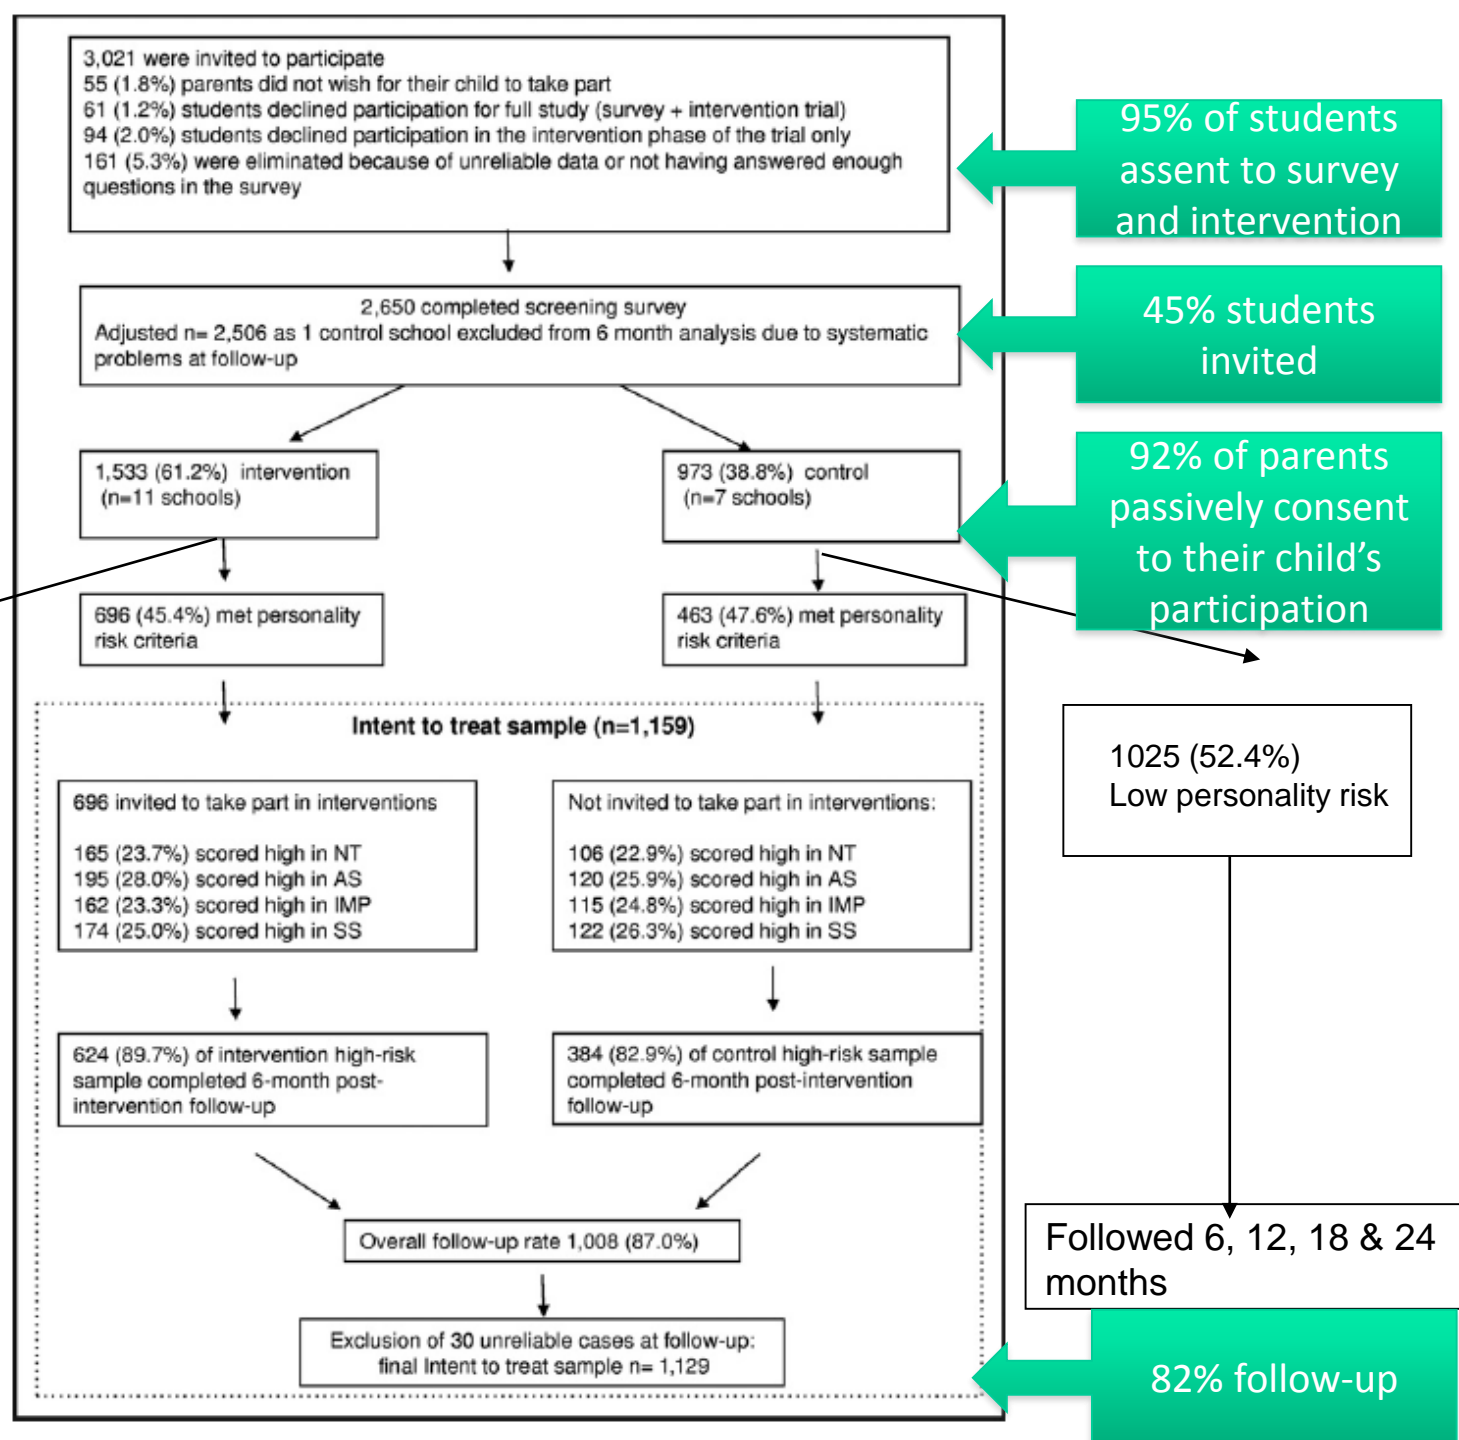 3,021 were invited to participate
55 (1.8%) parents did not wish for their child to take part
61 (1.2%) students declined participation for full study (survey + intervention trial)
94 (2.0%) students declined participation in the intervention phase of the trial only
161 (5.3%) were eliminated because of unreliable data or not having answered enough
questions in the survey
95% of students
assent to survey
and intervention
2,650 completed screening survey
Adjusted n= 2,506 as 1 control school excluded from 6 month analysis due to systematic
problems at follow-up
45% students
invited
1,533 (61.2%) intervention
(n=11 schools)
973 (38.8%) control
(n=7 schools)
92% of parents
passively consent
to their child’s
participation
696 (45.4%) met personality
risk criteria
463 (47.6%) met personality
risk criteria
Intent to treat sample (n=1,159)
1025 (52.4%)
Low personality risk
696 invited to take part in interventions
165 (23.7%) scored high in NT
195 (28.0%) scored high in AS
162 (23.3%) scored high in IMP
174 (25.0%) scored high in SS
Not invited to take part in interventions:
106 (22.9%) scored high in NT
120 (25.9%) scored high in AS
115 (24.8%) scored high in IMP
122 (26.3%) scored high in SS
624 (89.7%) of intervention high-risk
sample completed 6-month post-
intervention follow-up
384 (82.9%) of control high-risk sample
completed 6-month post-intervention
follow-up
Overall follow-up rate 1,008 (87.0%)
Followed 6, 12, 18 & 24
months
Exclusion of 30 unreliable cases at follow-up:
final Intent to treat sample n= 1,129
82% follow-up